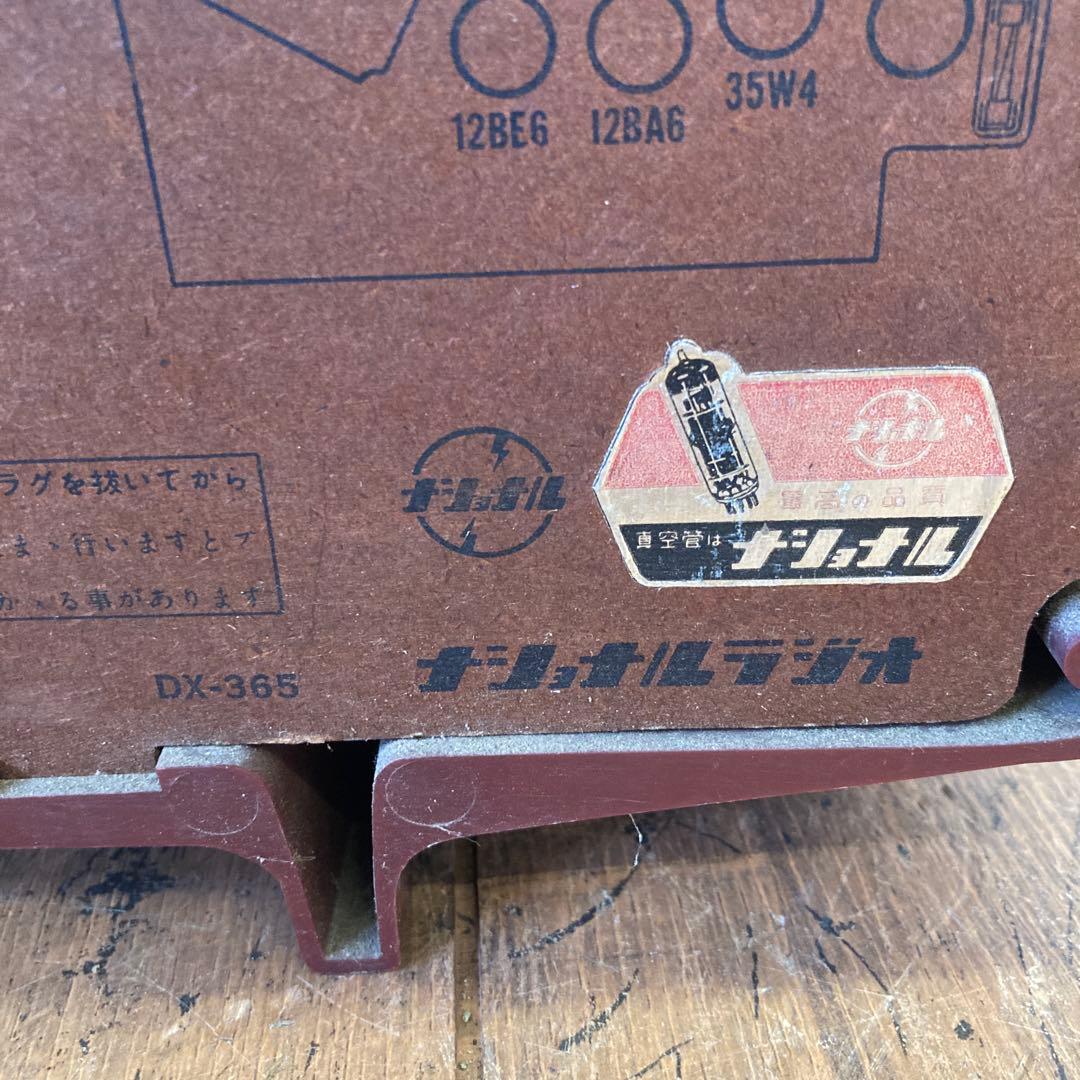 12BE6
12BA6
35W4
ラグを抜いてから
ま﹅行いますとプ
か﹅る事があります
ナショナル
ナショナル
最高の品質
真空管は ナショナル
DX-365
ナショナルラジオ